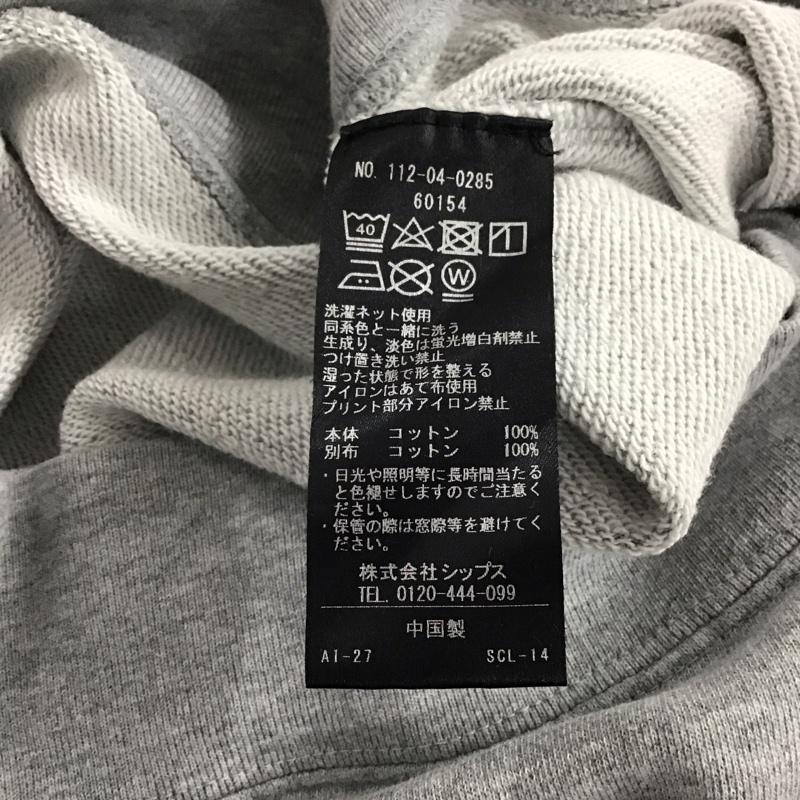 NO. 112-04-0285
60154
40
W
洗濯ネット使用
同系色と一緒に洗う
生成り、淡色は蛍光増白剤禁止
つけ置き洗い禁止
湿った状態で形を整える
アイロンはあて布使用
プリント部分アイロン禁止
本体 コットン 100%
別布 コットン 100%
・日光や照明等に長時間当たる
と色褪せしますのでご注意く
ださい。
・保管の際は窓際等を避けてく
ださい。
株式会社シップス
TEL. 0120-444-099
中国製
AI-27 SCL-14